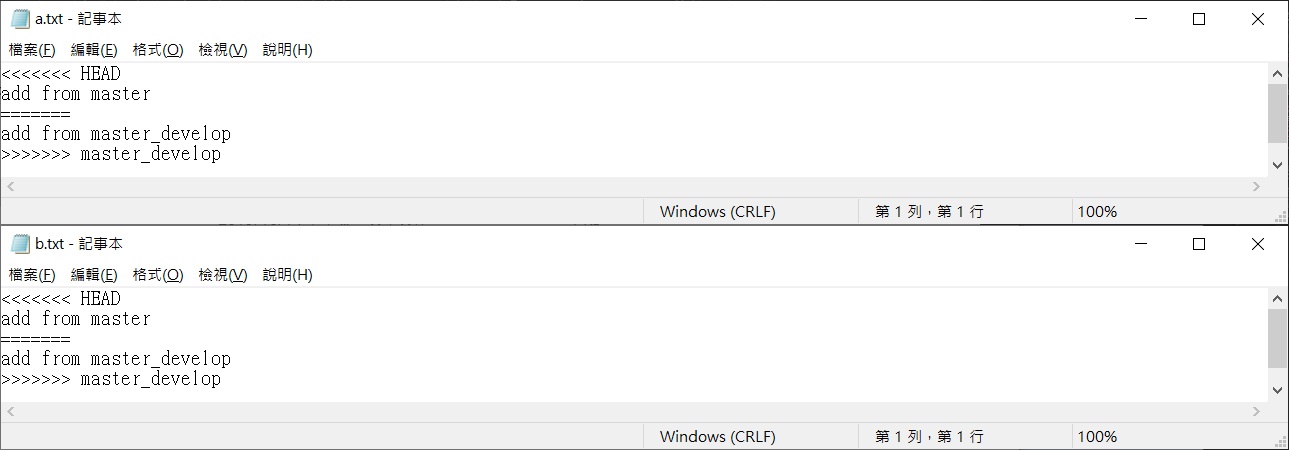 a.txt - 記事本
檔案(F) 編輯(E) 格式(O) 檢視(V) 說明(H)
<<<<<<< HEAD
add from master
=======
add from master_develop
>>>>>>> master_develop
Windows (CRLF) 第 1 列，第 1 行 100%
b.txt - 記事本
檔案(F) 編輯(E) 格式(O) 檢視(V) 說明(H)
<<<<<<< HEAD
add from master
=======
add from master_develop
>>>>>>> master_develop
Windows (CRLF) 第 1 列，第 1 行 100%